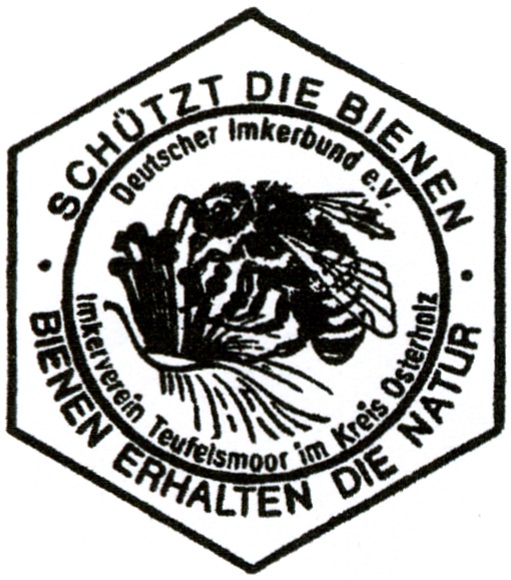 SCHÜTZT DIE BIENEN
Deutscher Imkerbund e.V.
Imkerverein Teufelsmoor im Kreis Osterholz
BIENEN ERHALTEN DIE NATUR